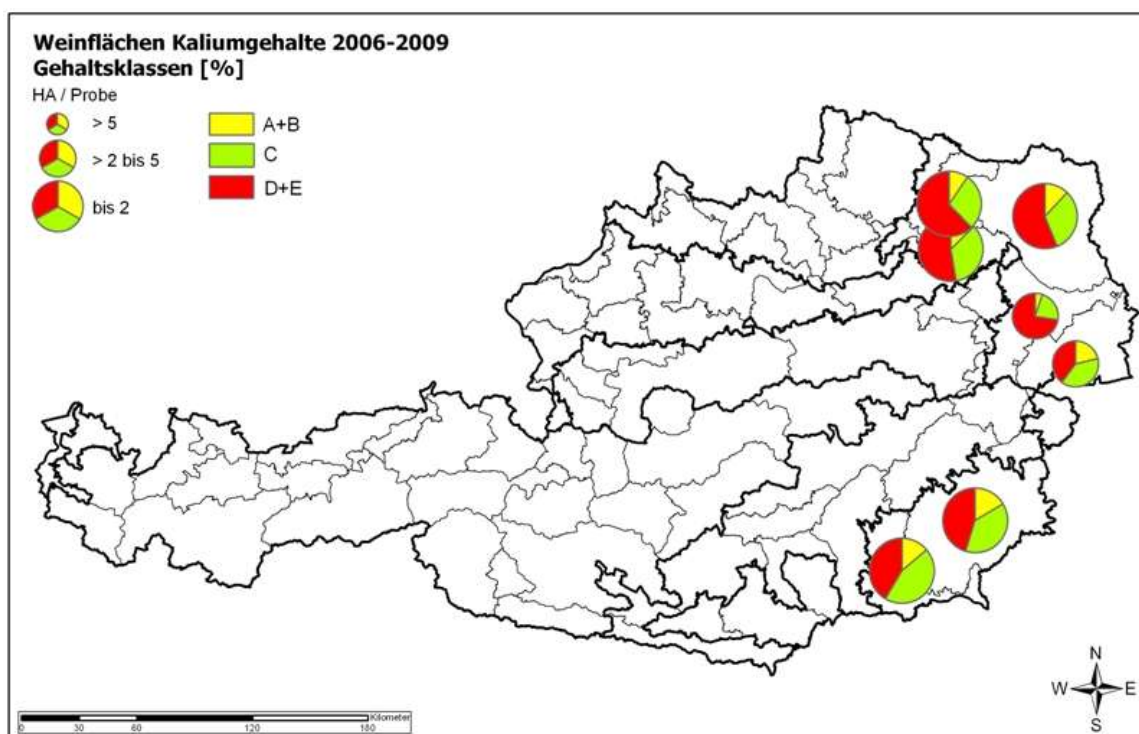 Weinflächen Kaliumgehalte 2006-2009
Gehaltsklassen [%]
HA / Probe
> 5
> 2 bis 5
bis 2
A+B
C
D+E
N
W E
S
Kilometer
0 30 60 120 180